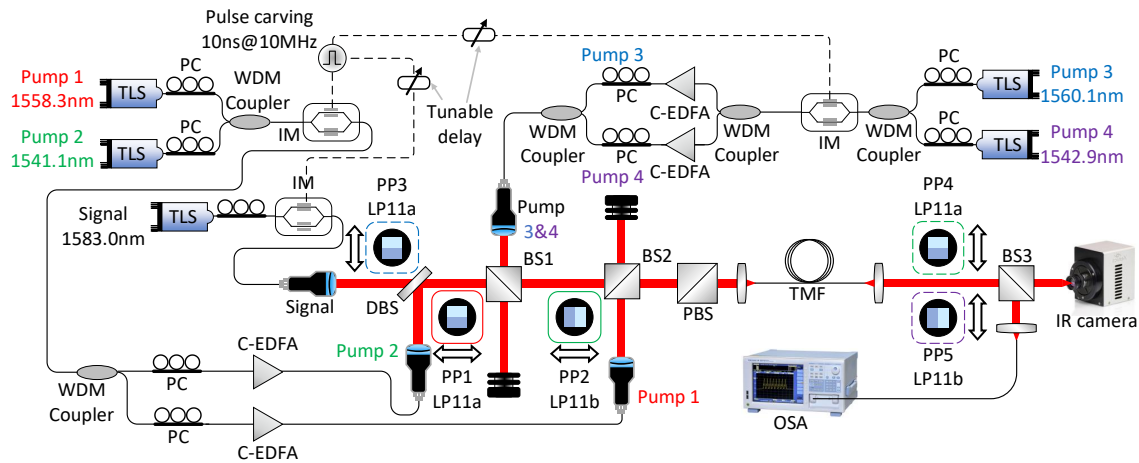 Pulse carving
10ns@10MHz
Pump 1
1558.3nm
TLS
PC
WDM
Coupler
Pump 2
1541.1nm
TLS
PC
IM
Tunable
delay
Pump 3
PC
C-EDFA
WDM
Coupler
WDM
Coupler
PC
C-EDFA
Pump 4
IM
WDM
Coupler
PC
TLS
Pump 3
1560.1nm
PC
TLS
Pump 4
1542.9nm
Signal
1583.0nm
TLS
IM
PP3
LP11a
Signal
DBS
Pump
3&4
BS1
BS2
PBS
TMF
PP4
LP11a
BS3
IR camera
PP5
LP11b
OSA
Pump 2
PP1
LP11a
PP2
LP11b
Pump 1
WDM
Coupler
PC
C-EDFA
PC
C-EDFA